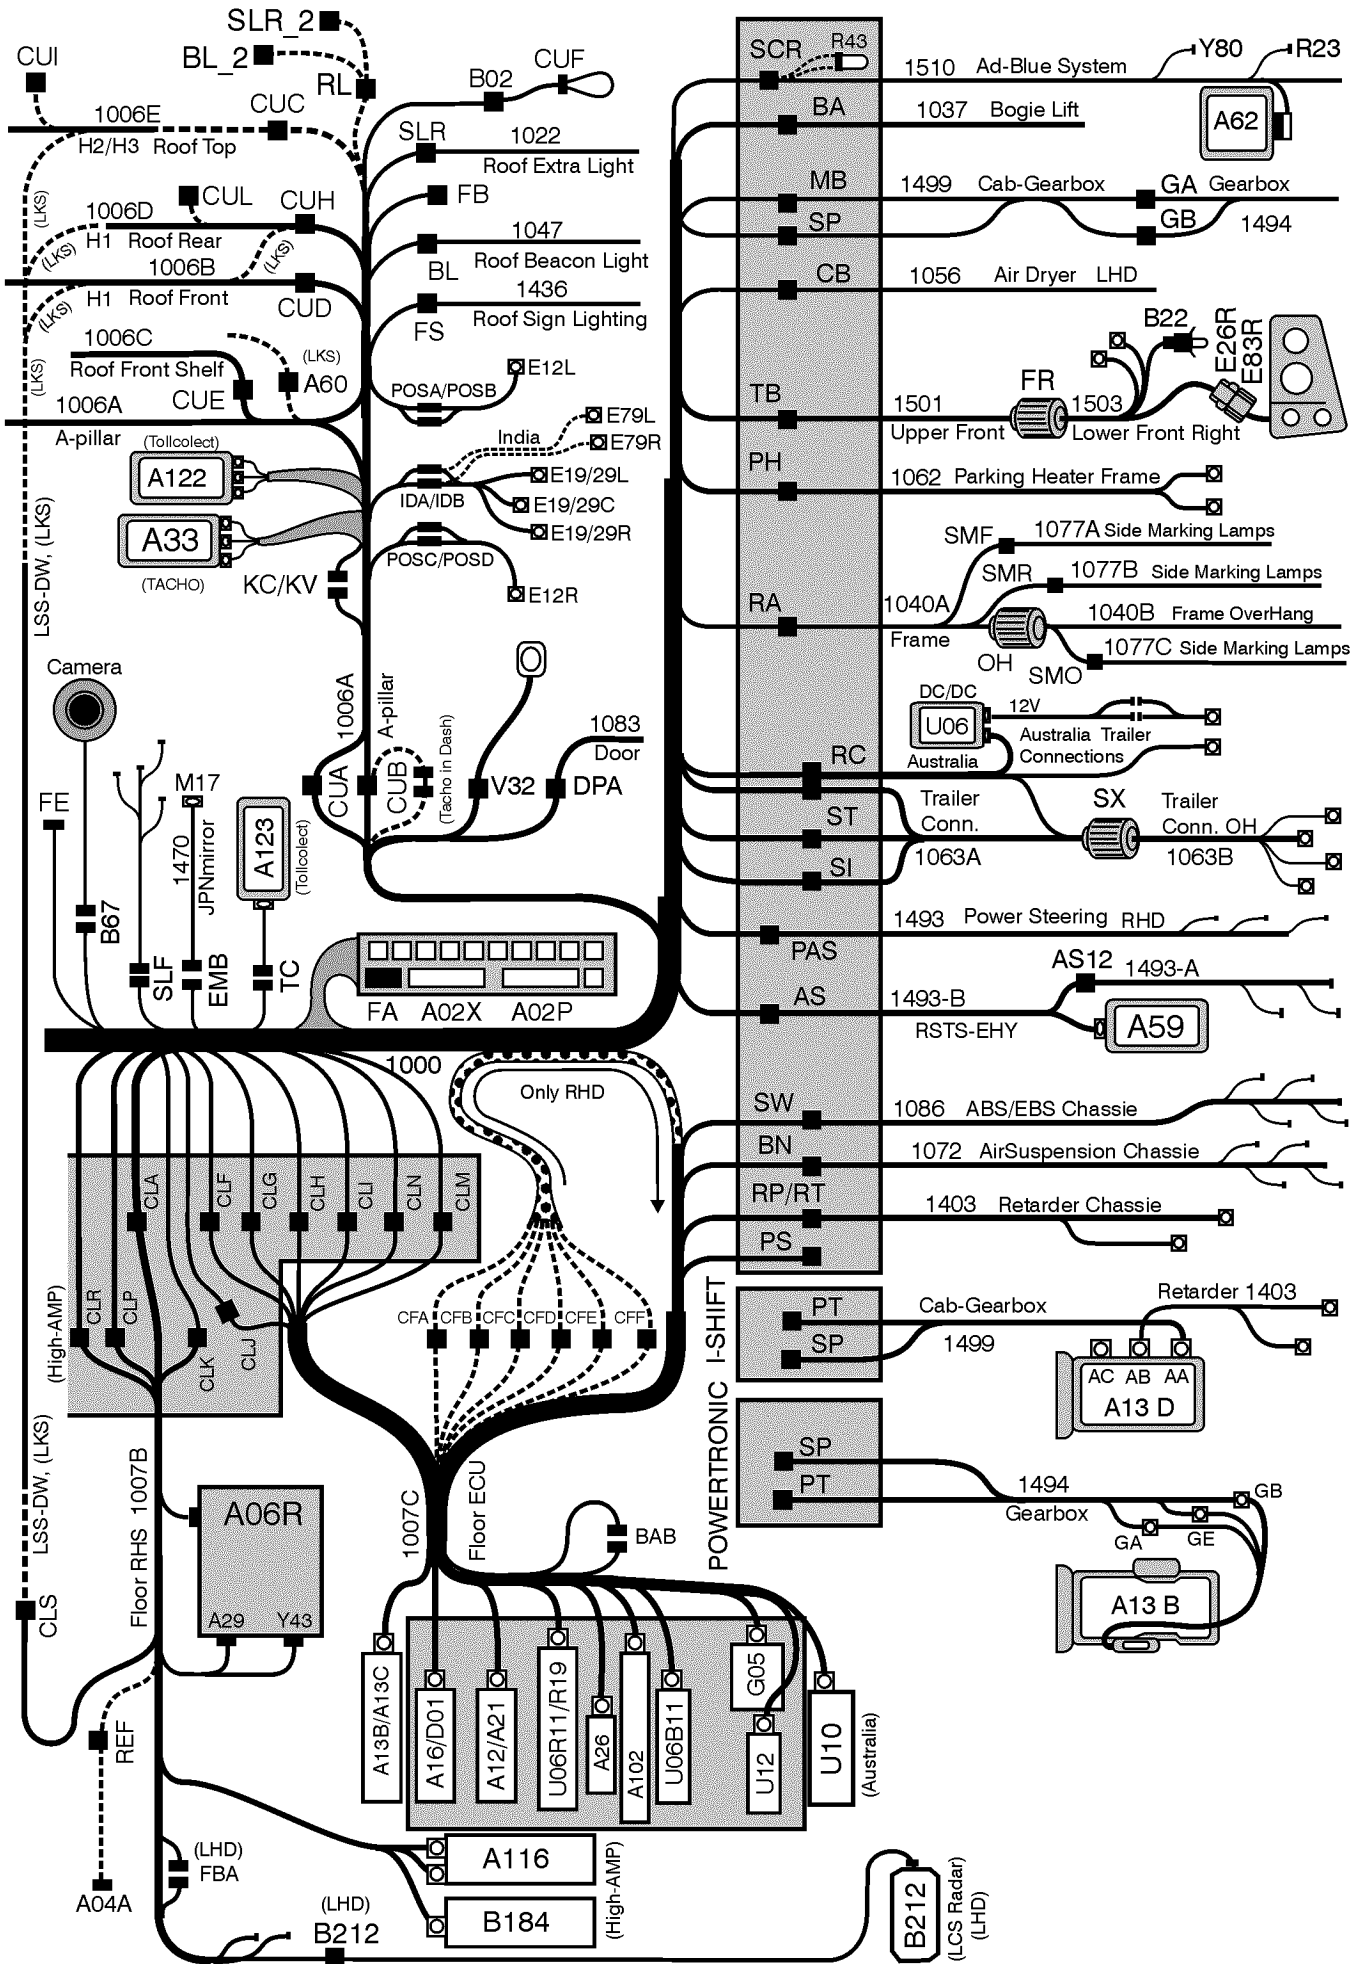 SLR_2
BL_2
CUI
RL
CUC
1006E
H2/H3 Roof Top
(LKS)
CUL
CUH
1006D
H1 Roof Rear
(LKS)
(LKS)
1006B
H1 Roof Front
CUD
(LKS)
1006C
Roof Front Shelf
(LKS)
A60
(LKS)
CUE
1006A
A-pillar
(Tollcolect)
A122
A33
(TACHO)
KC/KV
LSS-DW, (LKS)
B02
CUF
SLR
1022
Roof Extra Light
FB
1047
BL
Roof Beacon Light
1436
FS
Roof Sign Lighting
E12L
POSA/POSB
India
E79L
E79R
E19/29L
IDA/IDB
E19/29C
E19/29R
POSC/POSD
E12R
1006A
A-pillar
CUA
CUB
(Tacho in Dash)
V32
1083
Door
DPA
Camera
FE
B67
SLF
M17
1470
JPNmirror
EMB
A123
(Tollcolect)
TC
FA
A02X
A02P
1000
Only RHD
SCR
R43
1510
Ad-Blue System
Y80
R23
A62
BA
1037
Bogie Lift
MB
1499
Cab-Gearbox
GA
Gearbox
SP
GB
1494
CB
1056
Air Dryer LHD
B22
E26R
E83R
TB
FR
1501
Upper Front
1503
Lower Front Right
PH
1062
Parking Heater Frame
SMF
1077A Side Marking Lamps
SMR
1077B Side Marking Lamps
RA
1040A
Frame
OH
1040B Frame OverHang
SMO
1077C Side Marking Lamps
DC/DC
U06
12V
Australia Trailer
Connections
Australia
RC
ST
Trailer
Conn.
1063A
SX
Trailer
Conn. OH
1063B
SI
1493
Power Steering RHD
PAS
AS12
1493-A
AS
1493-B
RSTS-EHY
A59
SW
1086
ABS/EBS Chassie
BN
1072
AirSuspension Chassie
RP/RT
1403
Retarder Chassie
PS
CLA
CLF
CLG
CLH
CLI
CLN
CLM
(High-AMP)
CLR
CLP
CLK
CLJ
CFA
CFB
CFC
CFD
CFE
CFF
POWERTRONIC I-SHIFT
PT
SP
Cab-Gearbox
1499
Retarder 1403
AC
AB
AA
A13 D
SP
PT
1494
Gearbox
GB
GA
GE
A13 B
LSS-DW, (LKS)
CLS
Floor RHS 1007B
A06R
A29
Y43
1007C
Floor ECU
BAB
REF
A04A
A13B/A13C
A16/D01
A12/A21
U06R11/R19
A26
A102
U06B11
G05
U12
U10
(Australia)
(LHD)
FBA
A116
B184
(High-AMP)
(LHD)
B212
B212
(LCS Radar)
(LHD)